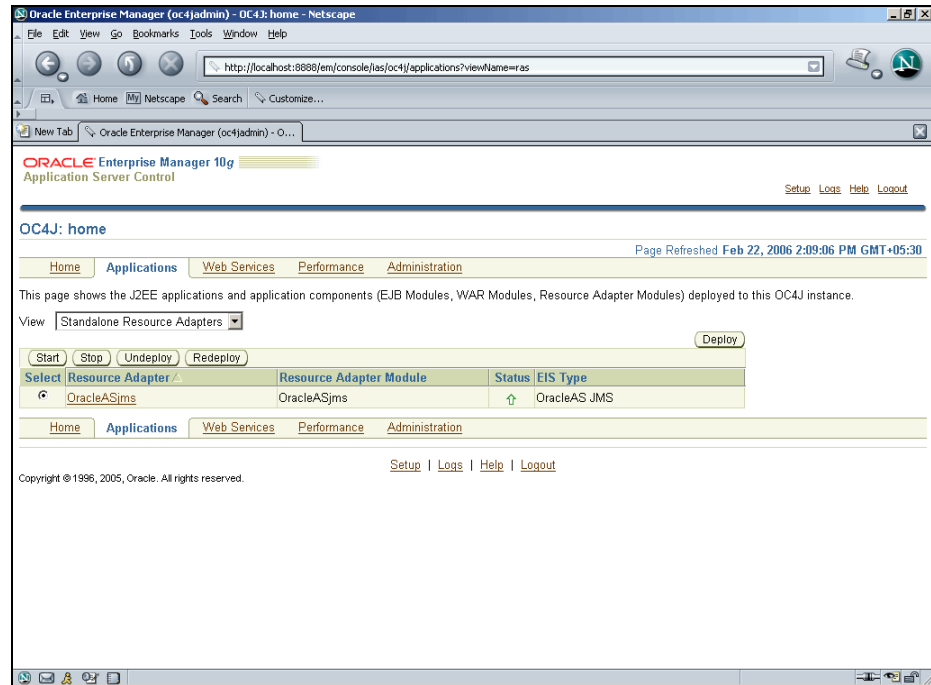 Oracle Enterprise Manager (oc4jadmin) - OC4J: home - Netscape
File Edit View Go Bookmarks Tools Window Help
http://localhost:8888/em/console/ias/oc4j/applications?viewName=ras
N
Home My Netscape Search Customize...
New Tab Oracle Enterprise Manager (oc4jadmin) - O...
ORACLE Enterprise Manager 10g
Application Server Control
Setup Logs Help Logout
OC4J: home
Page Refreshed Feb 22, 2006 2:09:06 PM GMT+05:30
Home Applications Web Services Performance Administration
This page shows the J2EE applications and application components (EJB Modules, WAR Modules, Resource Adapter Modules) deployed to this OC4J instance.
View Standalone Resource Adapters
Deploy
Start Stop Undeploy Redeploy
Select Resource Adapter Resource Adapter Module Status EIS Type
OracleASjms OracleASjms OracleAS JMS
Home Applications Web Services Performance Administration
Setup | Logs | Help | Logout
Copyright © 1996, 2005, Oracle. All rights reserved.